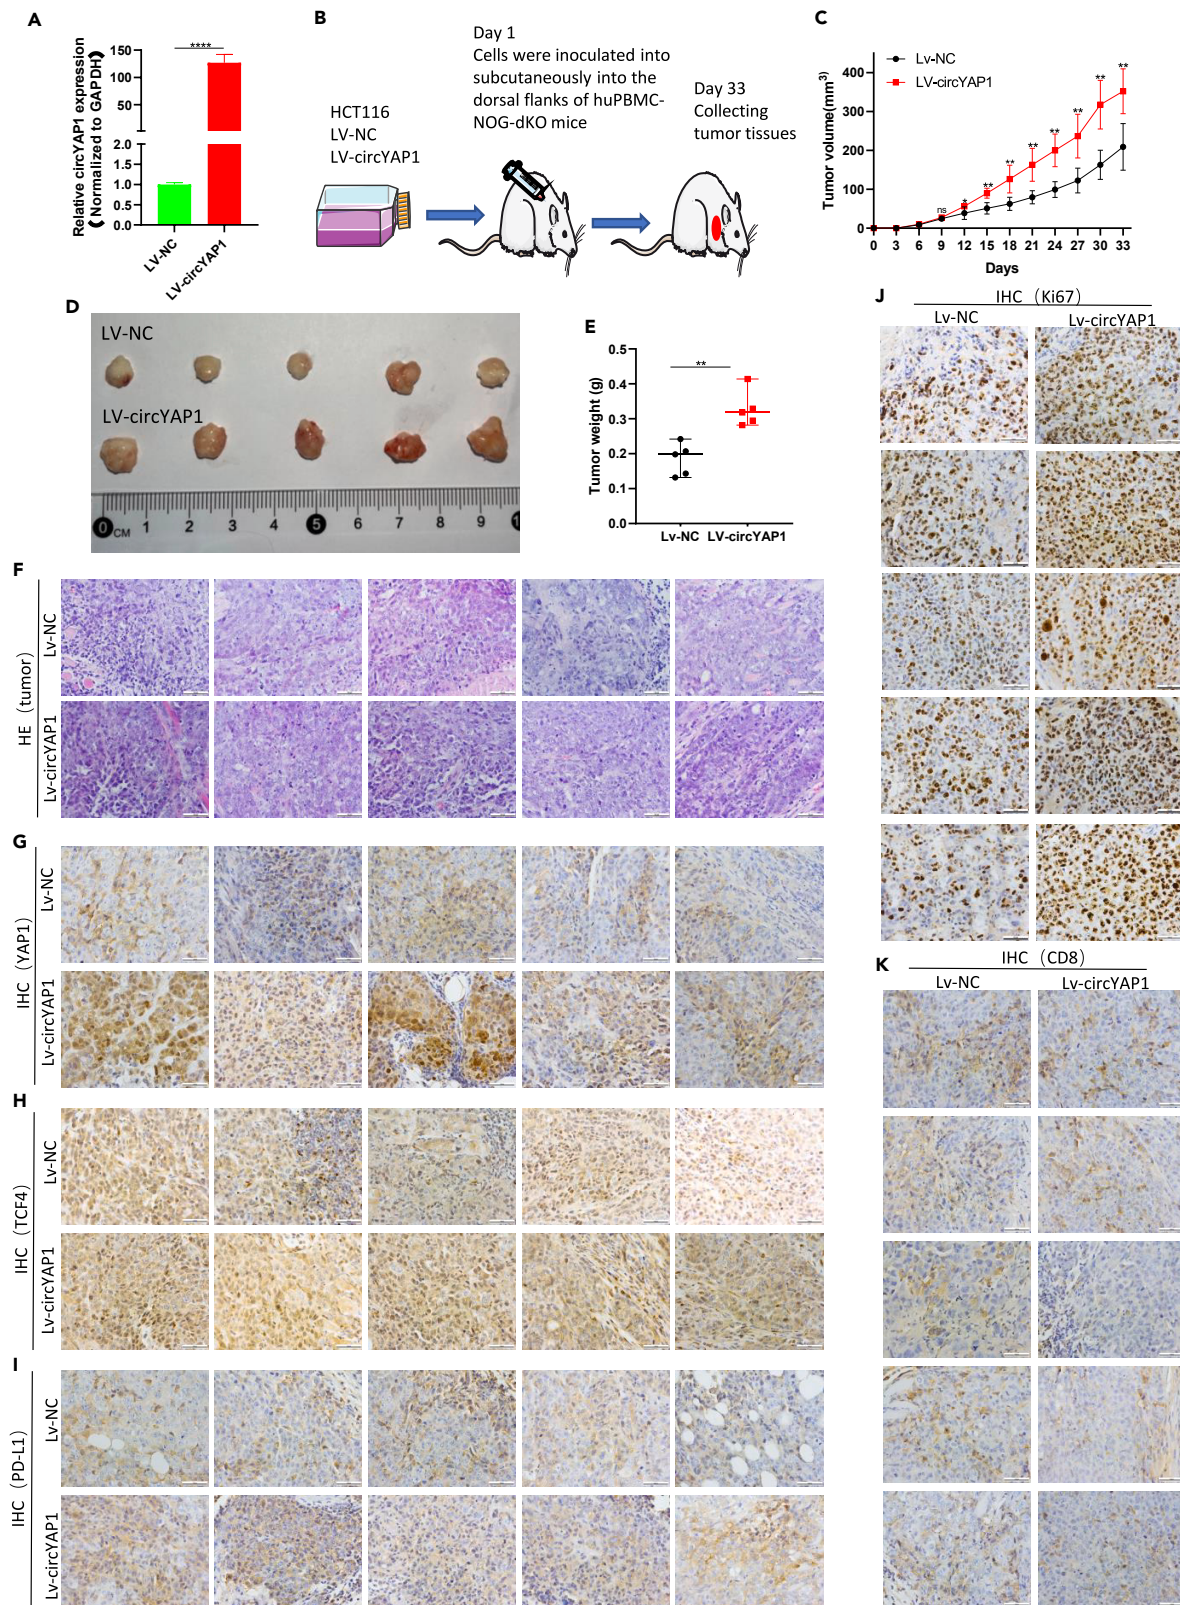 A
Relative circYAP1 expression
(Normalized to GAPDH)
150
100
50
2.0
1.5
1.0
0.5
0.0
****
LV-NC
LV-circYAP1
B
HCT116
LV-NC
LV-circYAP1
Day 1
Cells were inoculated into
subcutaneously into the
dorsal flanks of huPBMC-
NOG-dKO mice
Day 33
Collecting
tumor tissues
C
Tumor volume(mm3)
400
300
200
100
0
Lv-NC
LV-circYAP1
ns
*
**
**
**
**
**
**
**
0 3 6 9 12 15 18 21 24 27 30 33
Days
D
LV-NC
LV-circYAP1
0 CM 1 2 3 4 5 6 7 8 9
E
Tumor weight (g)
0.5
0.4
0.3
0.2
0.1
0.0
**
Lv-NC LV-circYAP1
F
HE (tumor)
Lv-NC
Lv-circYAP1
G
IHC (YAP1)
Lv-NC
Lv-circYAP1
H
IHC (TCF4)
Lv-NC
Lv-circYAP1
I
IHC (PD-L1)
Lv-NC
Lv-circYAP1
J
IHC (Ki67)
Lv-NC
Lv-circYAP1
K
IHC (CD8)
Lv-NC
Lv-circYAP1